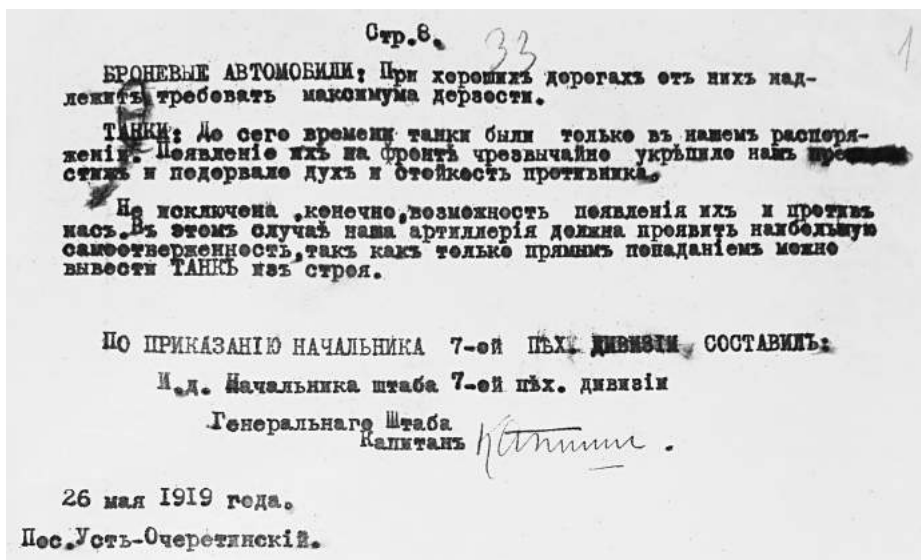 Стр.8.
33
1
БРОНЕВЫЕ АВТОМОБИЛИ: При хорошихъ дорогахъ отъ нихъ над-
лежитъ требовать максимума дерзости.
ТАНКИ: До сего времени танки были только въ нашемъ распоря-
женіи. Появленіе ихъ на фронтѣ чрезвычайно укрѣпило нашъ пре
стижъ и подорвало духъ и стойкость противника.
Не исключена ,конечно,возможность появленія ихъ и противъ
насъ.Въ этомъ случаѣ наша артиллерія должна проявить наибольшую
самоотверженность,такъ какъ только прямымъ попаданіемъ можно
вывести ТАНКЪ изъ строя.
ПО ПРИКАЗАНІЮ НАЧАЛЬНИКА 7-ой ПѢХ. ДИВИЗІИ СОСТАВИЛЪ:
И.д. Начальника штаба 7-ой пѣх. дивизіи
Генеральнаго Штаба
Капитанъ
26 мая 1919 года.
Пос.Усть-Очеретянскій.